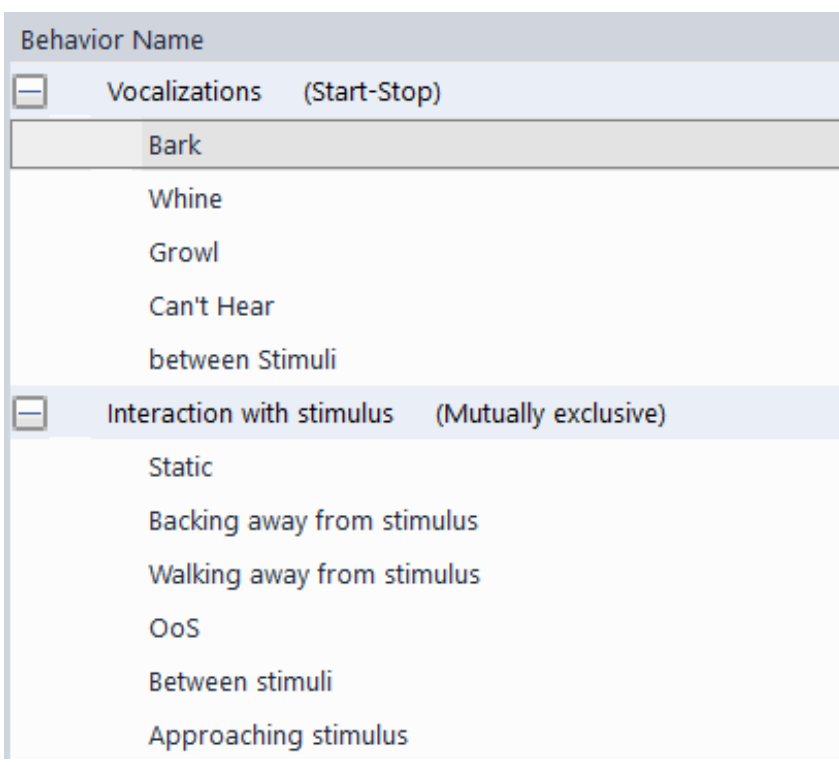 Behavior Name
Vocalizations (Start-Stop)
Bark
Whine
Growl
Can't Hear
between Stimuli
Interaction with stimulus (Mutually exclusive)
Static
Backing away from stimulus
Walking away from stimulus
OoS
Between stimuli
Approaching stimulus